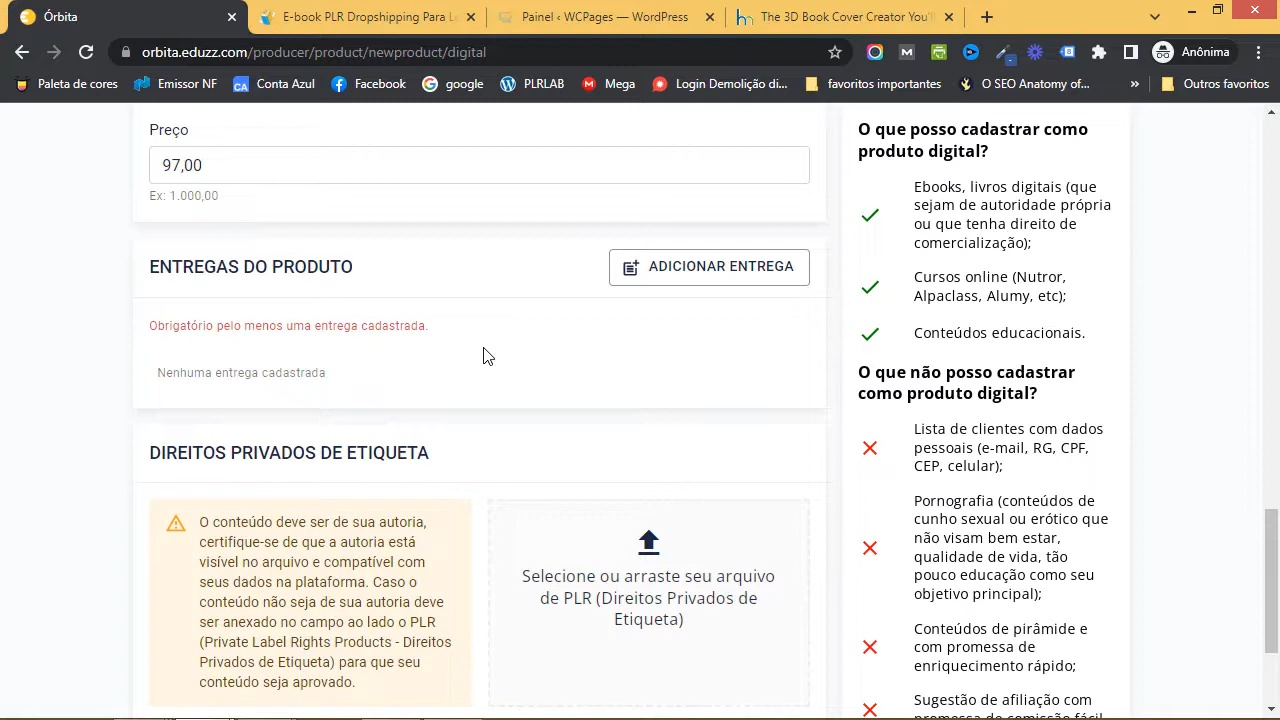 Órbita
E-book PLR Dropshipping Para L
Painel ‹ WCPages — WordPress
The 3D Book Cover Creator You'll
orbita.eduzz.com/producer/product/newproduct/digital
Anônima
Paleta de cores
Emissor NF
CA
Conta Azul
Facebook
google
PLRLAB
Mega
Login Demolição di...
favoritos importantes
O SEO Anatomy of...
Outros favoritos
Preço
97,00
Ex: 1.000,00
ENTREGAS DO PRODUTO
ADICIONAR ENTREGA
Obrigatório pelo menos uma entrega cadastrada.
Nenhuma entrega cadastrada
DIREITOS PRIVADOS DE ETIQUETA
O conteúdo deve ser de sua autoria,
certifique-se de que a autoria está
visível no arquivo e compatível com
seus dados na plataforma. Caso o
conteúdo não seja de sua autoria deve
ser anexado no campo ao lado o PLR
(Private Label Rights Products - Direitos
Privados de Etiqueta) para que seu
conteúdo seja aprovado.
Selecione ou arraste seu arquivo
de PLR (Direitos Privados de
Etiqueta)
O que posso cadastrar como
produto digital?
Ebooks, livros digitais (que
sejam de autoridade própria
ou que tenha direito de
comercialização);
Cursos online (Nutror,
Alpaclass, Alumy, etc);
Conteúdos educacionais.
O que não posso cadastrar
como produto digital?
Lista de clientes com dados
pessoais (e-mail, RG, CPF,
CEP, celular);
Pornografia (conteúdos de
cunho sexual ou erótico que
não visam bem estar,
qualidade de vida, tão
pouco educação como seu
objetivo principal);
Conteúdos de pirâmide e
com promessa de
enriquecimento rápido;
Sugestão de afiliação com
promessa de comissão fácil